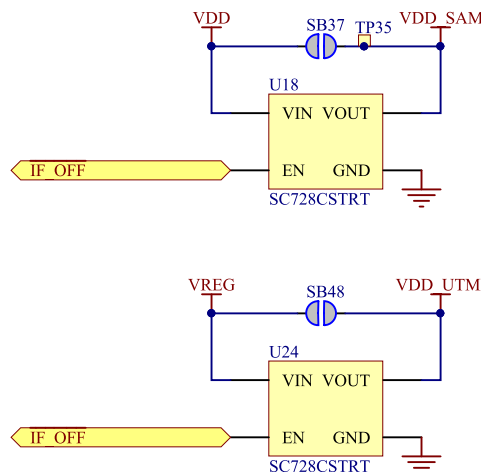 VDD
SB37
TP35
VDD_SAM
U18
VIN VOUT
IF_OFF
EN GND
SC728CSTRT
VREG
SB48
VDD_UTM
U24
VIN VOUT
IF_OFF
EN GND
SC728CSTRT